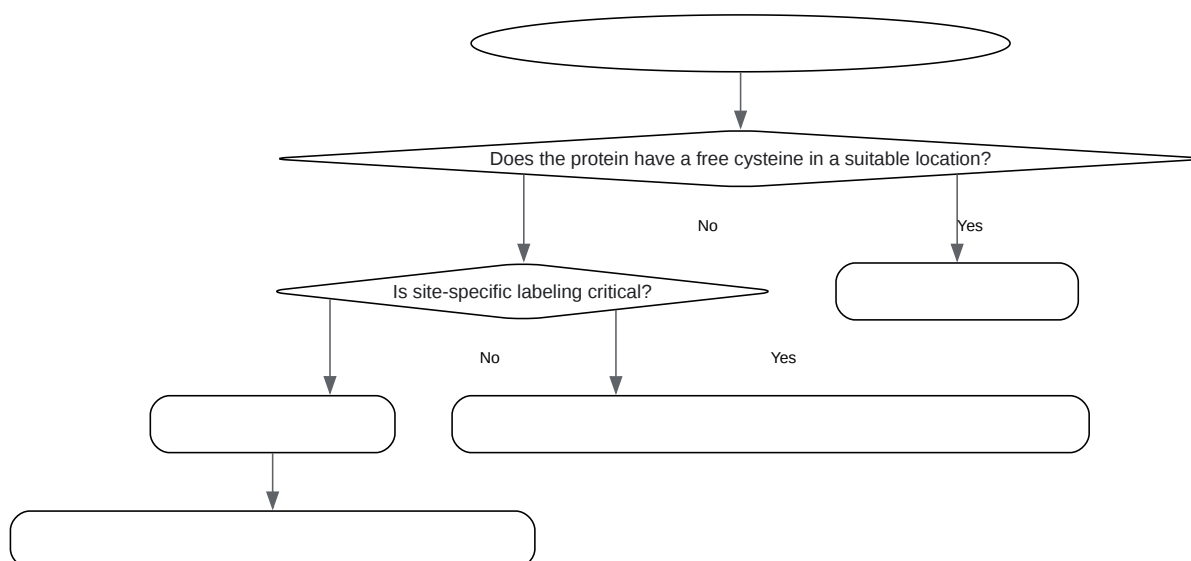 Does the protein have a free cysteine in a suitable location?
No
Yes
Is site-specific labeling critical?
No
Yes